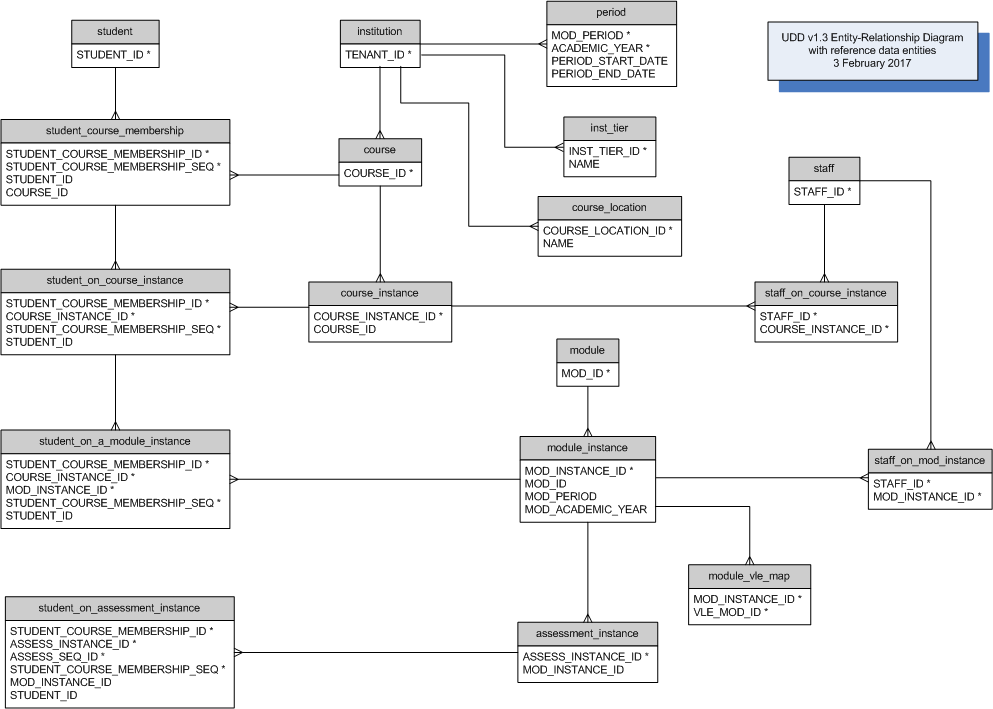 student
STUDENT_ID *
institution
TENANT_ID *
period
MOD_PERIOD *
ACADEMIC_YEAR *
PERIOD_START_DATE
PERIOD_END_DATE
UDD v1.3 Entity-Relationship Diagram
with reference data entities
3 February 2017
student_course_membership
STUDENT_COURSE_MEMBERSHIP_ID *
STUDENT_COURSE_MEMBERSHIP_SEQ *
STUDENT_ID
COURSE_ID
course
COURSE_ID *
inst_tier
INST_TIER_ID *
NAME
staff
STAFF_ID *
course_location
COURSE_LOCATION_ID *
NAME
student_on_course_instance
STUDENT_COURSE_MEMBERSHIP_ID *
COURSE_INSTANCE_ID *
STUDENT_COURSE_MEMBERSHIP_SEQ *
STUDENT_ID
course_instance
COURSE_INSTANCE_ID *
COURSE_ID
staff_on_course_instance
STAFF_ID *
COURSE_INSTANCE_ID *
module
MOD_ID *
student_on_a_module_instance
STUDENT_COURSE_MEMBERSHIP_ID *
COURSE_INSTANCE_ID *
MOD_INSTANCE_ID *
STUDENT_COURSE_MEMBERSHIP_SEQ *
STUDENT_ID
module_instance
MOD_INSTANCE_ID *
MOD_ID
MOD_PERIOD
MOD_ACADEMIC_YEAR
staff_on_mod_instance
STAFF_ID *
MOD_INSTANCE_ID *
module_vle_map
MOD_INSTANCE_ID *
VLE_MOD_ID *
student_on_assessment_instance
STUDENT_COURSE_MEMBERSHIP_ID *
ASSESS_INSTANCE_ID *
ASSESS_SEQ_ID *
STUDENT_COURSE_MEMBERSHIP_SEQ *
MOD_INSTANCE_ID
STUDENT_ID
assessment_instance
ASSESS_INSTANCE_ID *
MOD_INSTANCE_ID